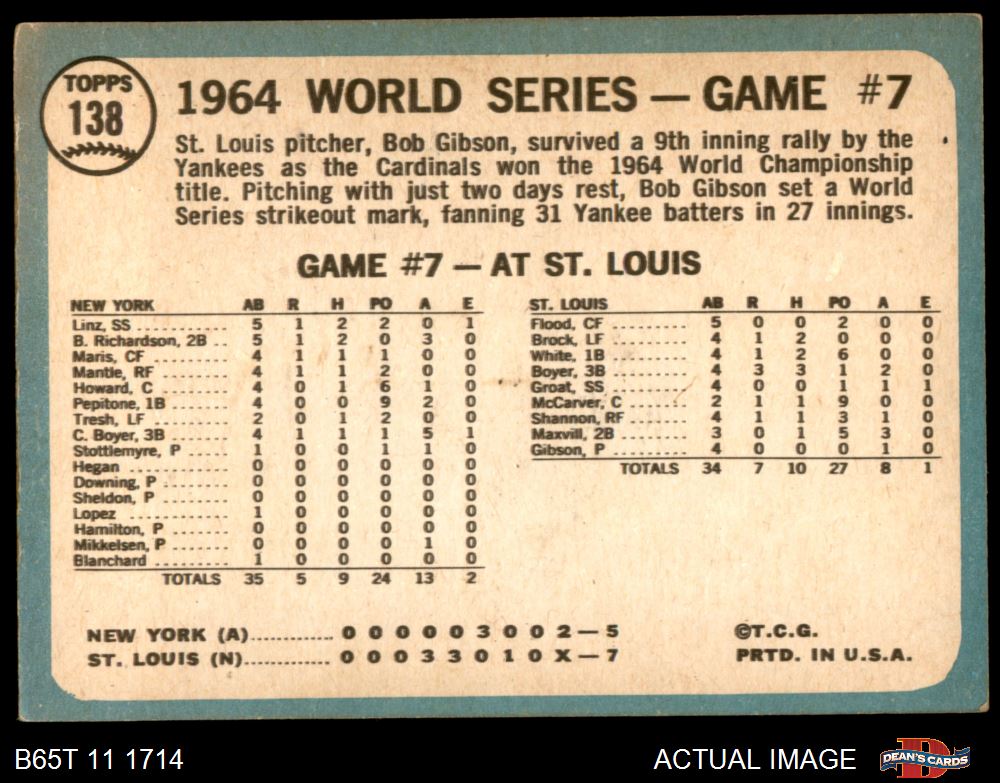 TOPPS
138
1964 WORLD SERIES — GAME #7
St. Louis pitcher, Bob Gibson, survived a 9th inning rally by the
Yankees as the Cardinals won the 1964 World Championship
title. Pitching with just two days rest, Bob Gibson set a World
Series strikeout mark, fanning 31 Yankee batters in 27 innings.
GAME #7 — AT ST. LOUIS
NEW YORK AB R H PO A E
Linz, SS ........... 5 1 2 2 0 1
B. Richardson, 2B .. 5 1 2 0 3 0
Maris, CF .......... 4 1 1 1 0 0
Mantle, RF ......... 4 1 1 2 0 0
Howard, C .......... 4 0 1 6 1 0
Pepitone, 1B ....... 4 0 0 9 2 0
Tresh, LF .......... 2 0 1 2 0 0
C. Boyer, 3B ....... 4 1 1 1 5 1
Stottlemyre, P ..... 1 0 0 1 1 0
Hegan .............. 0 0 0 0 0 0
Downing, P ......... 0 0 0 0 0 0
Sheldon, P ......... 0 0 0 0 0 0
Lopez .............. 1 0 0 0 0 0
Hamilton, P ........ 0 0 0 0 0 0
Mikkelsen, P ....... 0 0 0 0 1 0
Blanchard .......... 1 0 0 0 0 0
TOTALS 35 5 9 24 13 2
ST. LOUIS AB R H PO A E
Flood, CF .......... 5 0 0 2 0 0
Brock, LF .......... 4 1 2 0 0 0
White, 1B .......... 4 1 2 6 0 0
Boyer, 3B .......... 4 3 3 1 2 0
Groat, SS .......... 4 0 0 1 1 1
McCarver, C ........ 2 1 1 9 0 0
Shannon, RF ........ 4 1 1 3 1 0
Maxvill, 2B ........ 3 0 1 5 3 0
Gibson, P .......... 4 0 0 0 1 0
TOTALS 34 7 10 27 8 1
NEW YORK (A)............ 0 0 0 0 0 3 0 0 2 — 5
ST. LOUIS (N)............. 0 0 0 3 3 0 1 0 X — 7
©T.C.G.
PRTD. IN U.S.A.
B65T 11 1714
ACTUAL IMAGE
D
DEAN'S CARDS